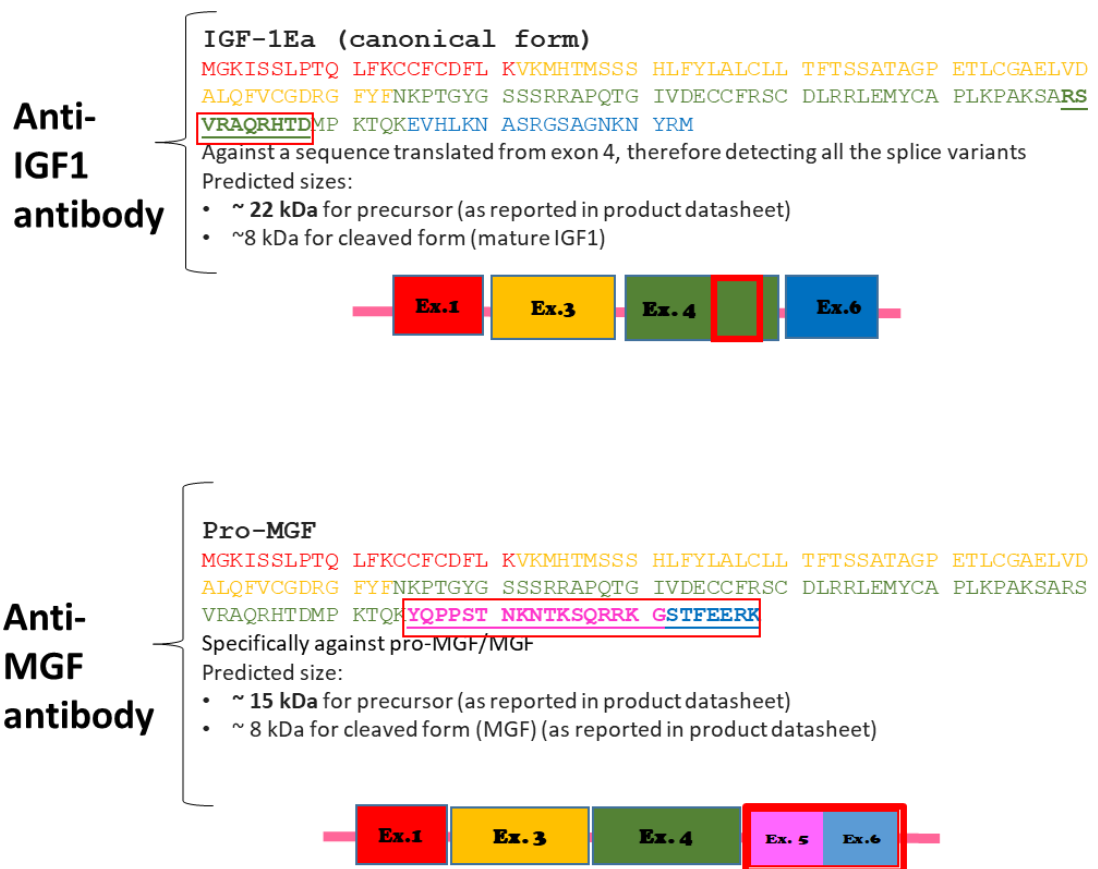 IGF-1Ea (canonical form)
MGKISSLPTQ LFKCCFCDFL KVKMHTMSSS HLFYLALCLL TFTSSATAGP ETLCGAELVD
ALQFVCGDRG FYFNKPTGYG SSSRRAPQTG IVDECCFRSC DLRRLEMYCA PLKPAKSARS
VRAQRHTDMP KTQKEVHLKN ASRGSAGNKN YRM
Anti-
IGF1
antibody
Against a sequence translated from exon 4, therefore detecting all the splice variants
Predicted sizes:
• ~ 22 kDa for precursor (as reported in product datasheet)
• ~8 kDa for cleaved form (mature IGF1)
Ex.1 Ex.3 Ex. 4 Ex.6
Pro-MGF
MGKISSLPTQ LFKCCFCDFL KVKMHTMSSS HLFYLALCLL TFTSSATAGP ETLCGAELVD
ALQFVCGDRG FYFNKPTGYG SSSRRAPQTG IVDECCFRSC DLRRLEMYCA PLKPAKSARS
VRAQRHTDMP KTQKYQPPST NKNTKSQRRK GSTFEERK
Anti-
MGF
antibody
Specifically against pro-MGF/MGF
Predicted size:
• ~ 15 kDa for precursor (as reported in product datasheet)
• ~ 8 kDa for cleaved form (MGF) (as reported in product datasheet)
Ex.1 Ex. 3 Ex. 4 Ex. 5 Ex.6